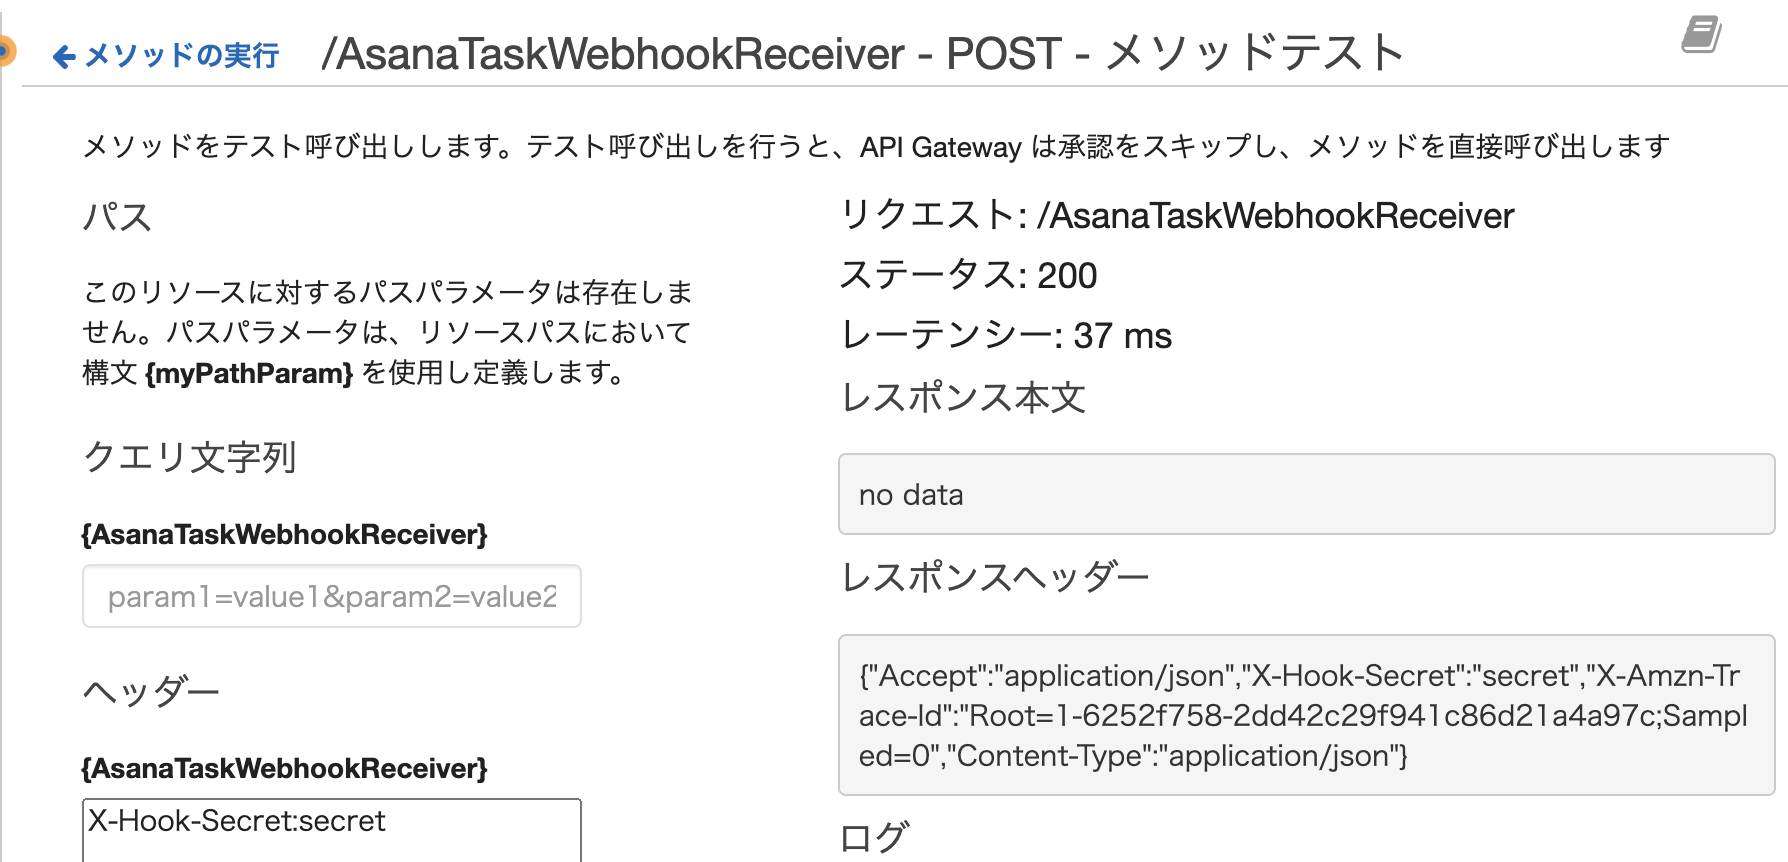 メソッドの実行
/AsanaTaskWebhookReceiver - POST - メソッドテスト
メソッドをテスト呼び出しします。テスト呼び出しを行うと、API Gateway は承認をスキップし、メソッドを直接呼び出します
パス
このリソースに対するパスパラメータは存在しま
せん。パスパラメータは、リソースパスにおいて
構文 {myPathParam} を使用し定義します。
クエリ文字列
{AsanaTaskWebhookReceiver}
param1=value1&param2=value2
ヘッダー
{AsanaTaskWebhookReceiver}
X-Hook-Secret:secret
リクエスト: /AsanaTaskWebhookReceiver
ステータス: 200
レーテンシー: 37 ms
レスポンス本文
no data
レスポンスヘッダー
{"Accept":"application/json","X-Hook-Secret":"secret","X-Amzn-Tr
ace-Id":"Root=1-6252f758-2dd42c29f941c86d21a4a97c;Sampl
ed=0","Content-Type":"application/json"}
ログ